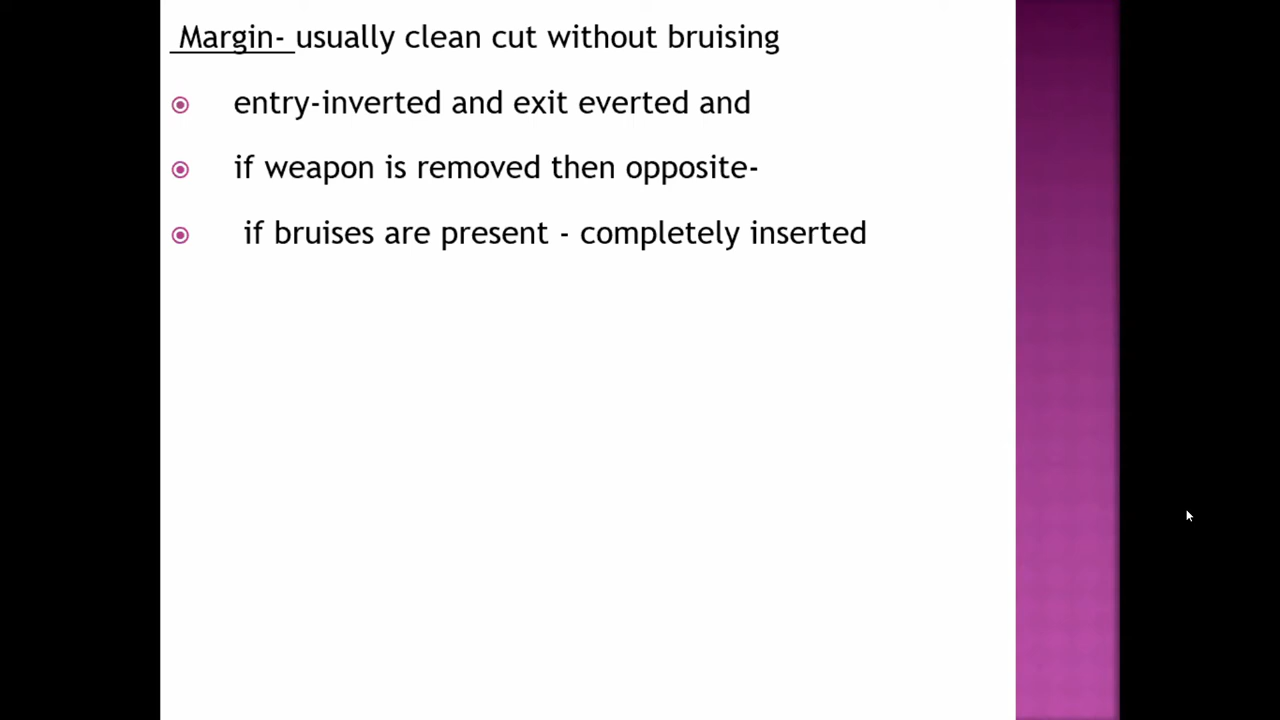 Margin- usually clean cut without bruising
entry-inverted and exit everted and
if weapon is removed then opposite-
if bruises are present - completely inserted